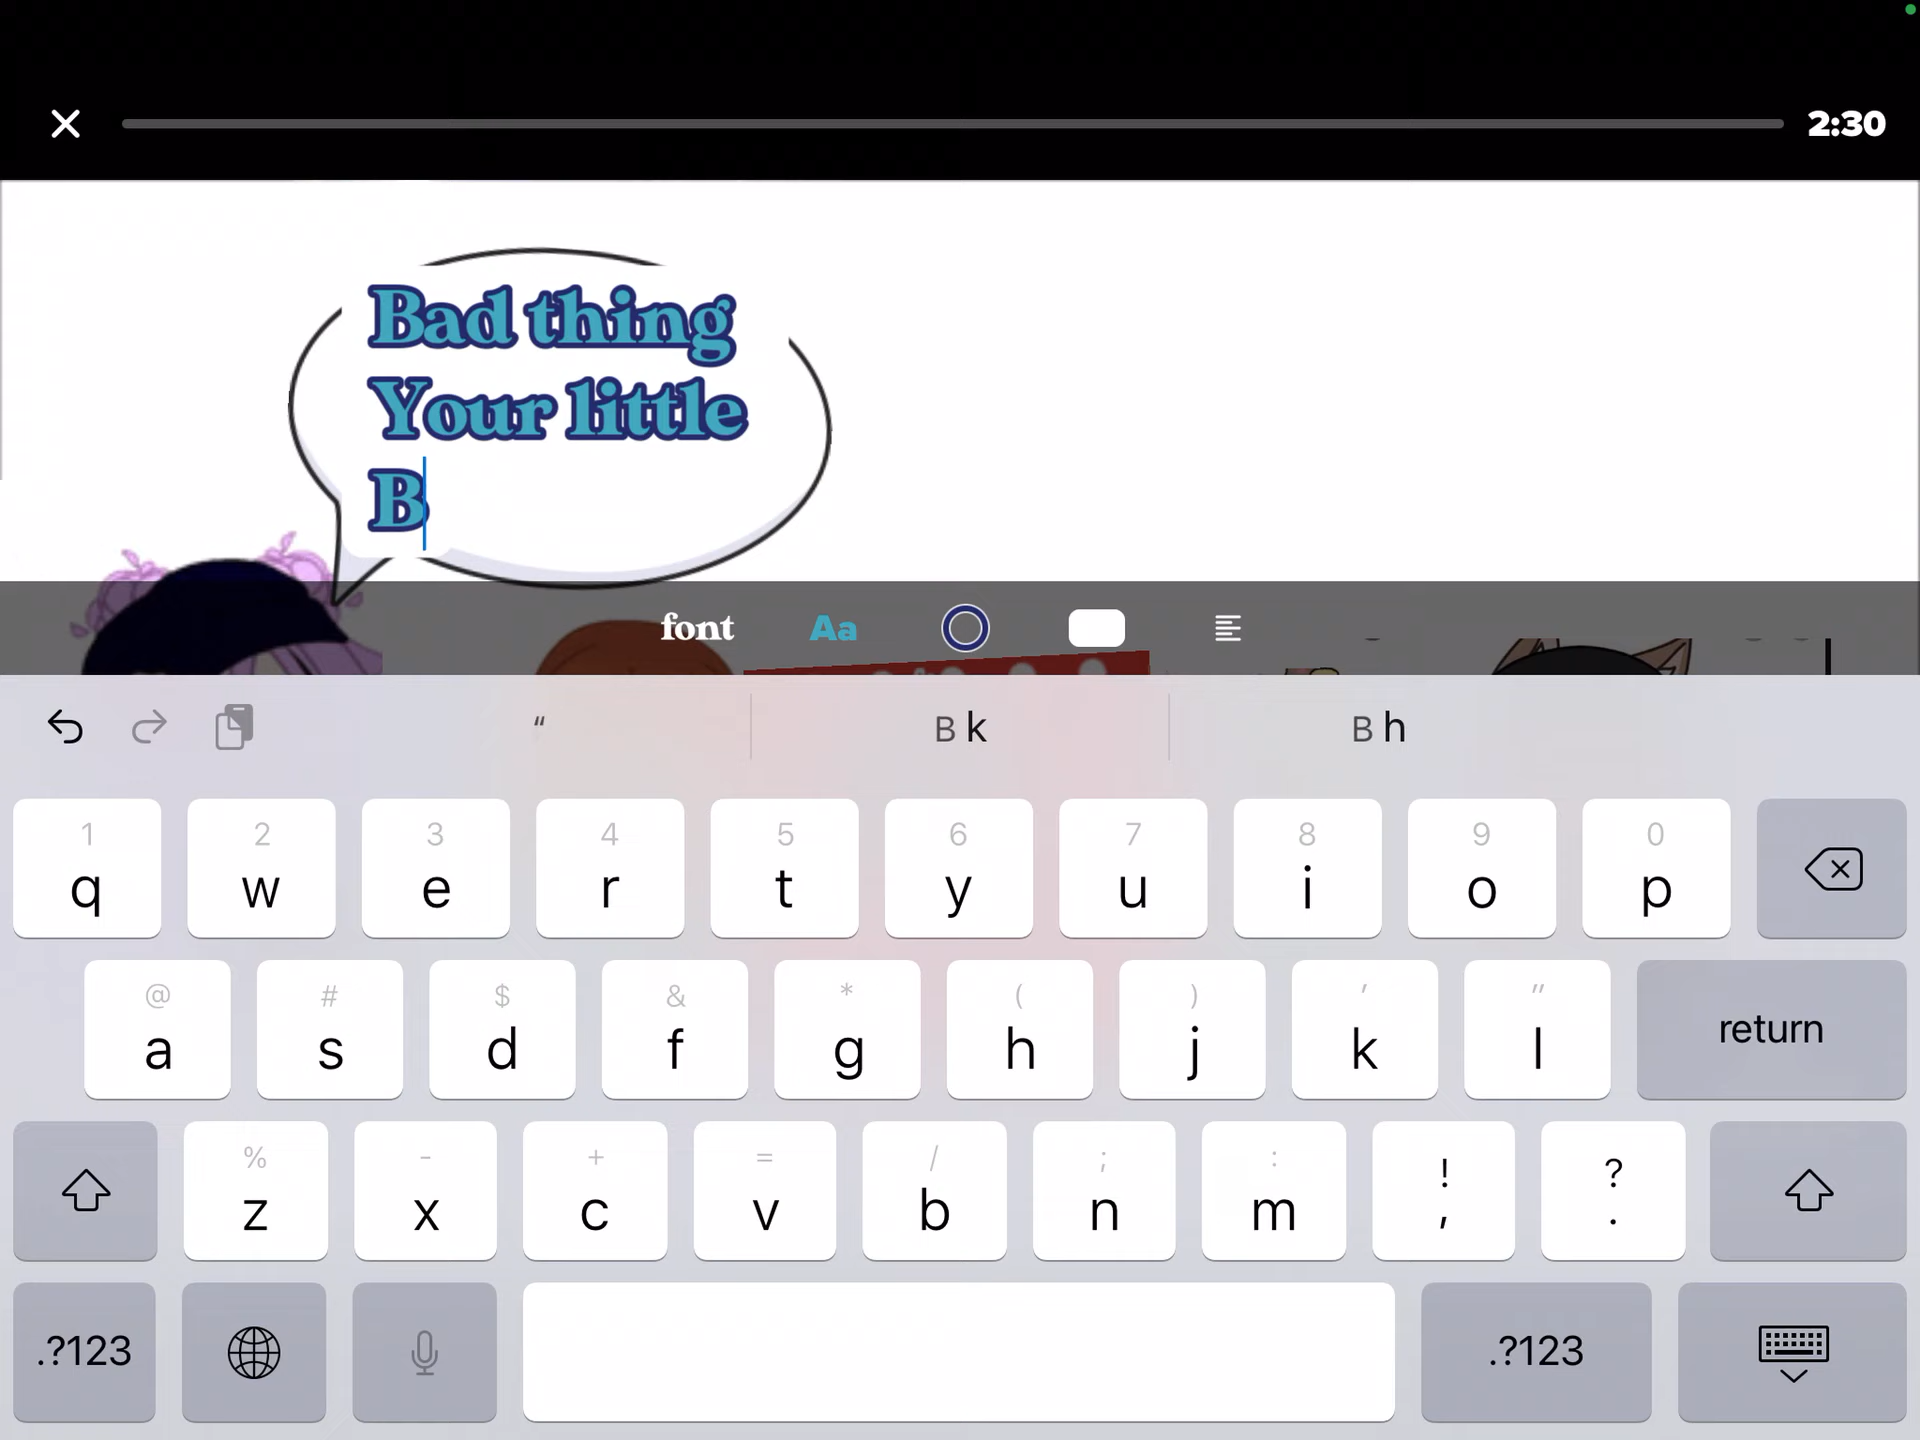 2:30
Bad thing
Your little
B
font Aa
“ B k B h
1 2 3 4 5 6 7 8 9 0
q w e r t y u i o p
@ # $ & * ( ) ' "
a s d f g h j k l return
% - + = / ; : ! ?
z x c v b n m , .
.?123 .?123